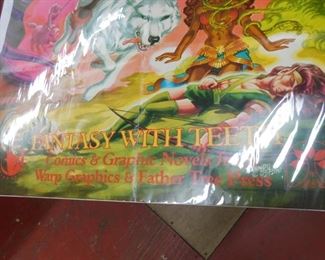 FANTASY WITH TEETH
Comics & Graphic Novels
Warp Graphics & Father Tree Press